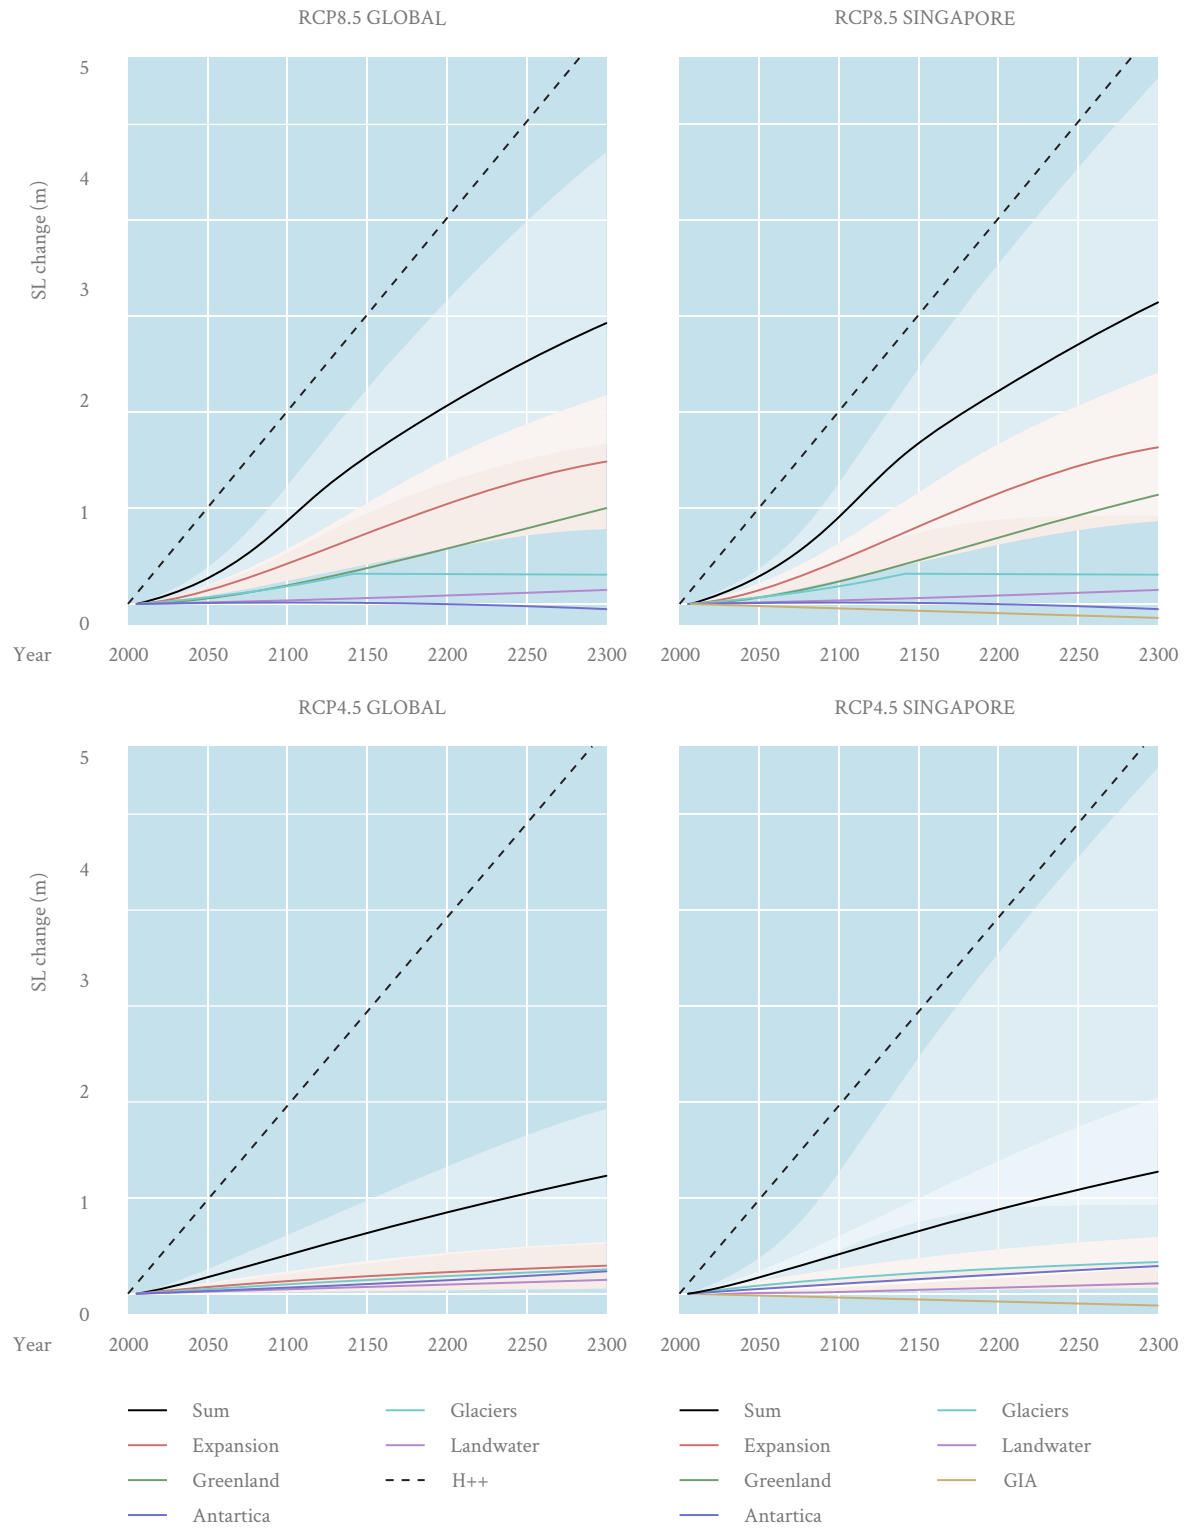 RCP8.5 GLOBAL
RCP8.5 SINGAPORE
5
4
3
2
1
0
SL change (m)
Year
2000 2050 2100 2150 2200 2250 2300
2000 2050 2100 2150 2200 2250 2300
RCP4.5 GLOBAL
RCP4.5 SINGAPORE
5
4
3
2
1
0
SL change (m)
Year
2000 2050 2100 2150 2200 2250 2300
2000 2050 2100 2150 2200 2250 2300
Sum
Expansion
Greenland
Antartica
Glaciers
Landwater
H++
Sum
Expansion
Greenland
Antartica
Glaciers
Landwater
GIA